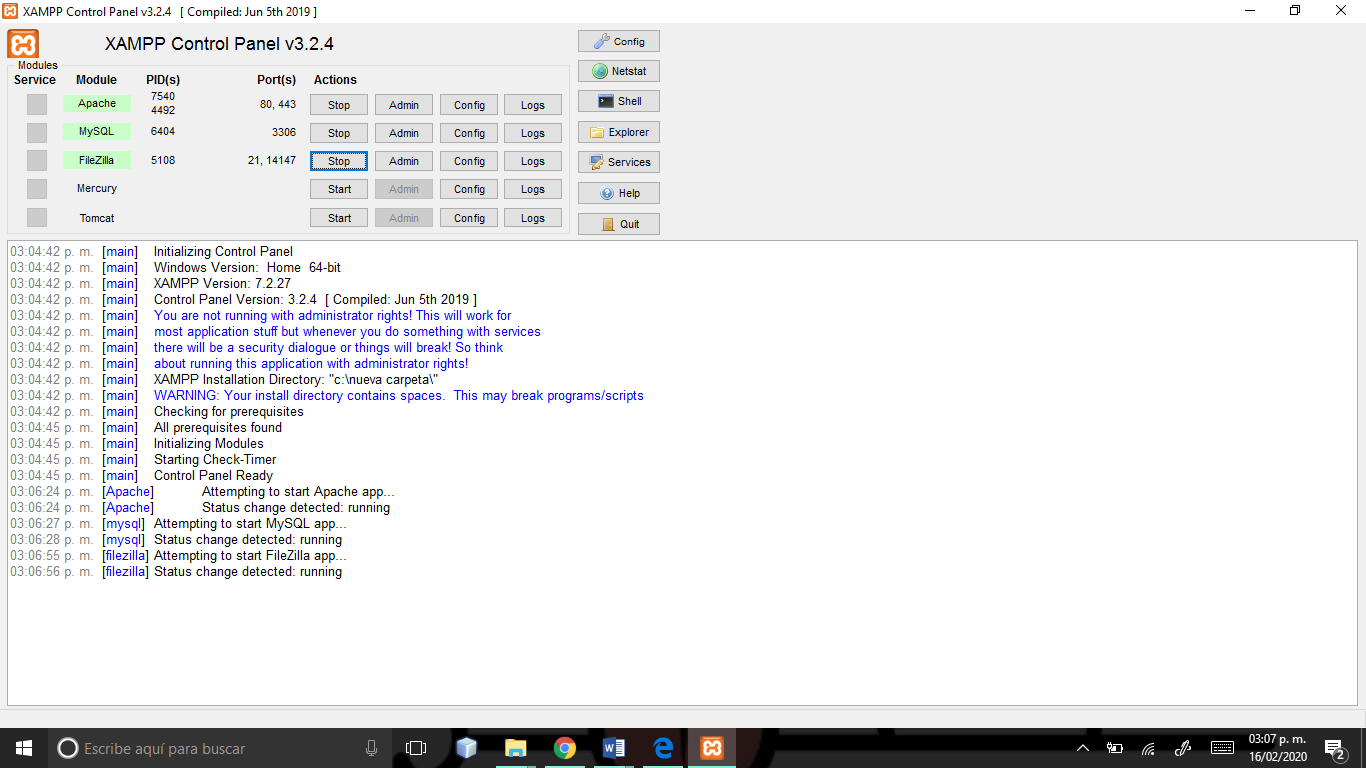 XAMPP Control Panel v3.2.4 [ Compiled: Jun 5th 2019 ]
XAMPP Control Panel v3.2.4
Modules
Service Module PID(s) Port(s) Actions
Apache 7540 4492 80, 443 Stop Admin Config Logs
MySQL 6404 3306 Stop Admin Config Logs
FileZilla 5108 21, 14147 Stop Admin Config Logs
Mercury Start Admin Config Logs
Tomcat Start Admin Config Logs
Config
Netstat
Shell
Explorer
Services
Help
Quit
03:04:42 p. m. [main] Initializing Control Panel
03:04:42 p. m. [main] Windows Version: Home 64-bit
03:04:42 p. m. [main] XAMPP Version: 7.2.27
03:04:42 p. m. [main] Control Panel Version: 3.2.4 [ Compiled: Jun 5th 2019 ]
03:04:42 p. m. [main] You are not running with administrator rights! This will work for
03:04:42 p. m. [main] most application stuff but whenever you do something with services
03:04:42 p. m. [main] there will be a security dialogue or things will break! So think
03:04:42 p. m. [main] about running this application with administrator rights!
03:04:42 p. m. [main] XAMPP Installation Directory: "c:\nueva carpeta\"
03:04:42 p. m. [main] WARNING: Your install directory contains spaces. This may break programs/scripts
03:04:42 p. m. [main] Checking for prerequisites
03:04:45 p. m. [main] All prerequisites found
03:04:45 p. m. [main] Initializing Modules
03:04:45 p. m. [main] Starting Check-Timer
03:04:45 p. m. [main] Control Panel Ready
03:06:24 p. m. [Apache] Attempting to start Apache app...
03:06:24 p. m. [Apache] Status change detected: running
03:06:27 p. m. [mysql] Attempting to start MySQL app...
03:06:28 p. m. [mysql] Status change detected: running
03:06:55 p. m. [filezilla] Attempting to start FileZilla app...
03:06:56 p. m. [filezilla] Status change detected: running
Escribe aquí para buscar
03:07 p. m.
16/02/2020
2